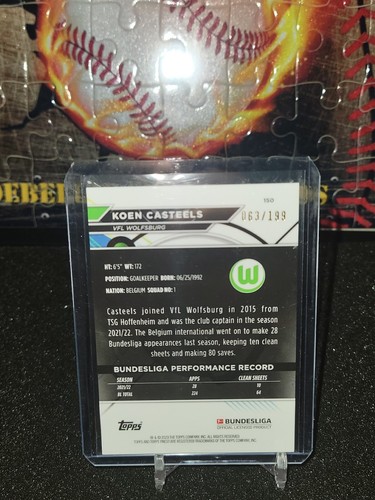 OEBEL
150
KOEN CASTEELS
063/199
VFL WOLFSBURG
HT: 6'5" WT: 172
POSITION: GOALKEEPER BORN: 06/25/1992
NATION: BELGIUM SQUAD NO: 1
W
Casteels joined VfL Wolfsburg in 2015 from
TSG Hoffenheim and was the club captain in the season
2021/22. The Belgium international went on to make 28
Bundesliga appearances last season, keeping ten clean
sheets and making 80 saves.
BUNDESLIGA PERFORMANCE RECORD
SEASON APPS CLEAN SHEETS
2021/22 28 10
BL TOTAL 224 64
Topps
BUNDESLIGA
OFFICIAL LICENSED PRODUCT